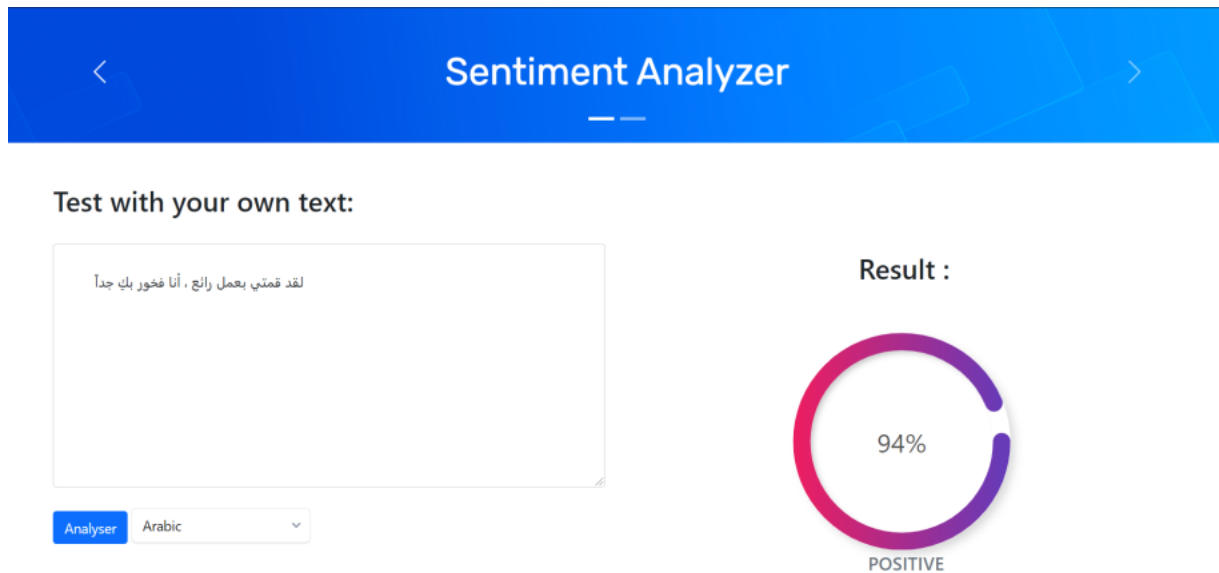 Sentiment Analyzer
Test with your own text:
لقد قمتي بعمل رائع ، أنا فخور بكِ جداً
Analyser
Arabic
Result :
94%
POSITIVE